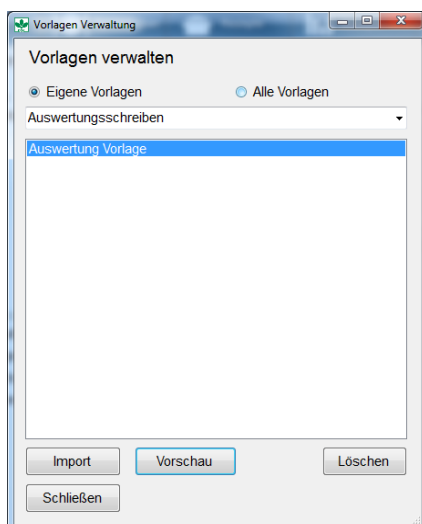 Vorlagen Verwaltung
Vorlagen verwalten
Eigene Vorlagen Alle Vorlagen
Auswertungsschreiben
Auswertung Vorlage
Import Vorschau Löschen
Schließen